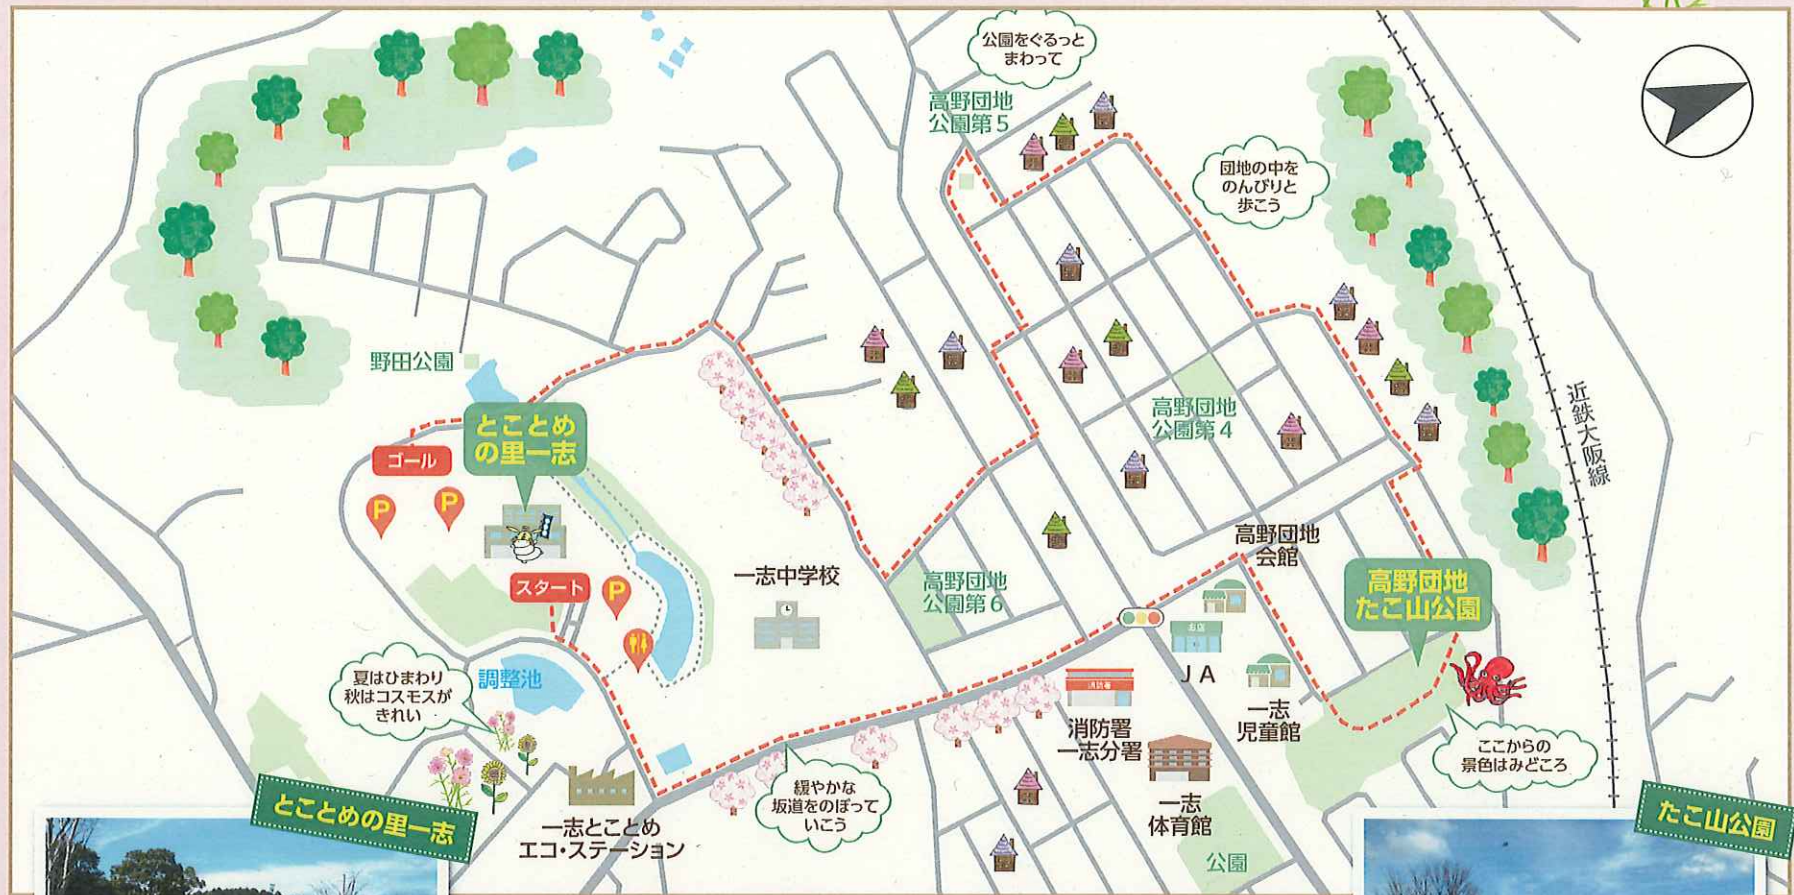 公園をぐるっと
まわって
高野団地
公園第5
団地の中を
のんびりと
歩こう
野田公園
とことめ
の里一志
ゴール
P
P
スタート
P
一志中学校
高野団地
公園第4
近鉄大阪線
高野団地
公園第6
高野団地
会館
高野団地
たこ山公園
お店
JA
夏はひまわり
秋はコスモスが
きれい
調整池
消防署
消防署
一志分署
一志
児童館
ここからの
景色はみどころ
緩やかな
坂道をのぼって
いこう
一志とことめ
エコ・ステーション
一志
体育館
公園
とことめの里一志
たこ山公園